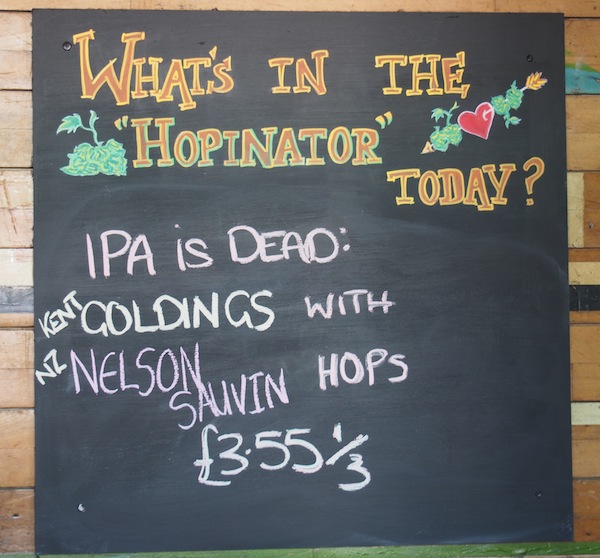 WHAT'S IN THE
"HOPINATOR"
TODAY?
IPA is DEAD:
KENT GOLDINGS WITH
NZ NELSON SAUVIN HOPS
£3.55 1/3